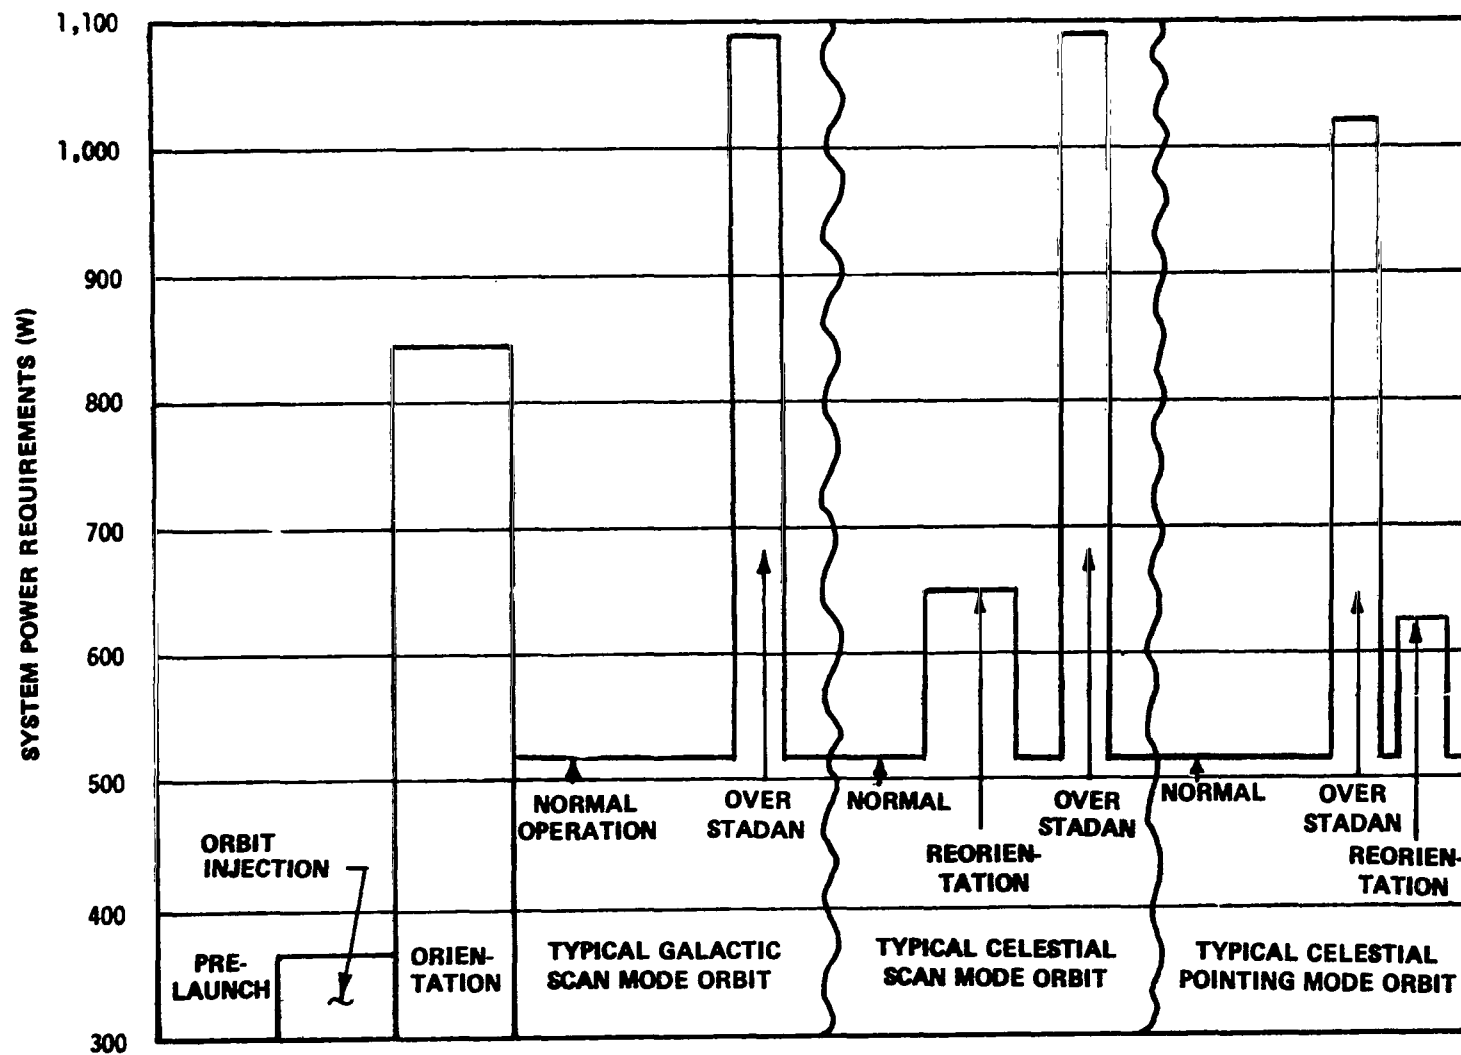 1,100
1,000
900
800
700
600
500
400
300
SYSTEM POWER REQUIREMENTS (W)
PRE-
LAUNCH
ORBIT
INJECTION
ORIEN-
TATION
NORMAL
OPERATION
OVER
STADAN
TYPICAL GALACTIC
SCAN MODE ORBIT
NORMAL
REORIEN-
TATION
OVER
STADAN
TYPICAL CELESTIAL
SCAN MODE ORBIT
NORMAL
OVER
STADAN
REORIEN-
TATION
TYPICAL CELESTIAL
POINTING MODE ORBIT